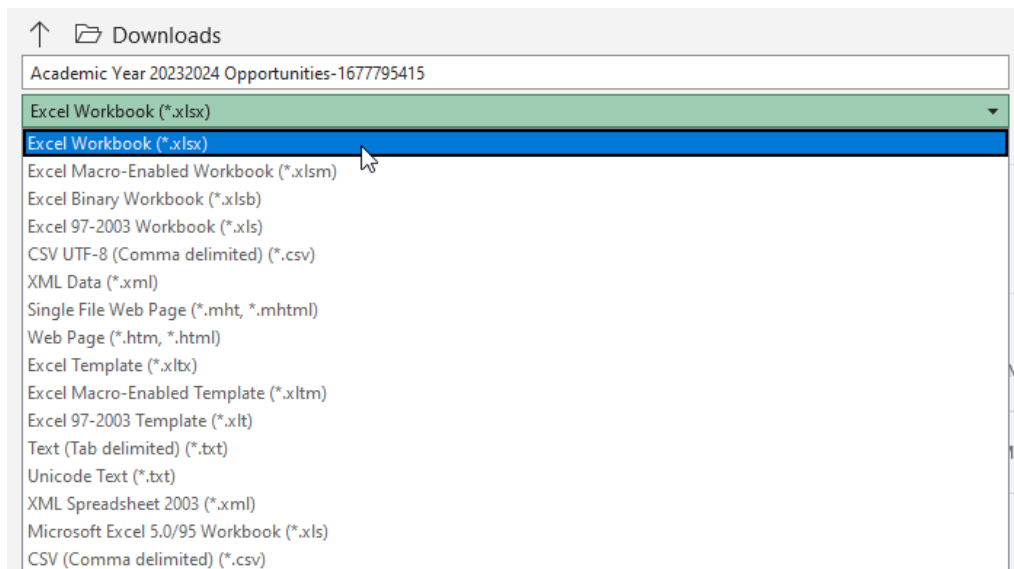 Downloads
Academic Year 20232024 Opportunities-1677795415
Excel Workbook (*.xlsx)
Excel Workbook (*.xlsx)
Excel Macro-Enabled Workbook (*.xlsm)
Excel Binary Workbook (*.xlsb)
Excel 97-2003 Workbook (*.xls)
CSV UTF-8 (Comma delimited) (*.csv)
XML Data (*.xml)
Single File Web Page (*.mht, *.mhtml)
Web Page (*.htm, *.html)
Excel Template (*.xltx)
Excel Macro-Enabled Template (*.xltm)
Excel 97-2003 Template (*.xlt)
Text (Tab delimited) (*.txt)
Unicode Text (*.txt)
XML Spreadsheet 2003 (*.xml)
Microsoft Excel 5.0/95 Workbook (*.xls)
CSV (Comma delimited) (*.csv)